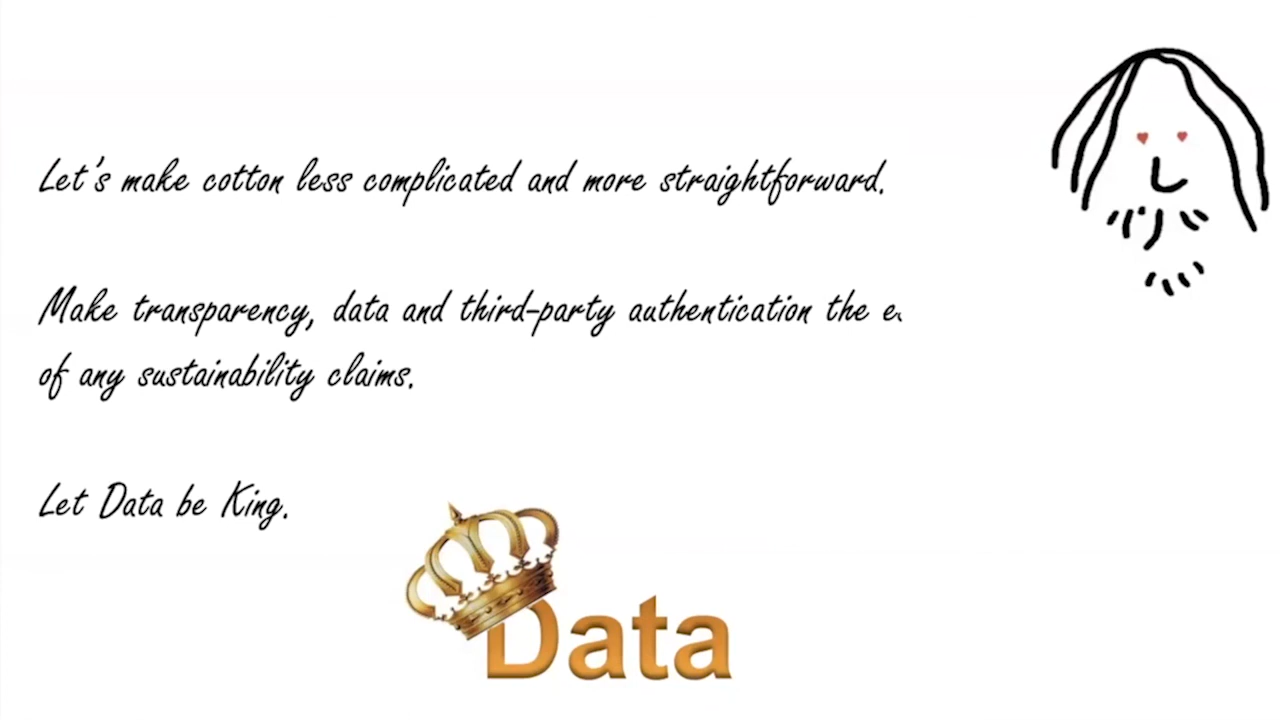 Let's make cotton less complicated and more straightforward.
Make transparency, data and third-party authentication the
of any sustainability claims.
Let Data be King.
Data